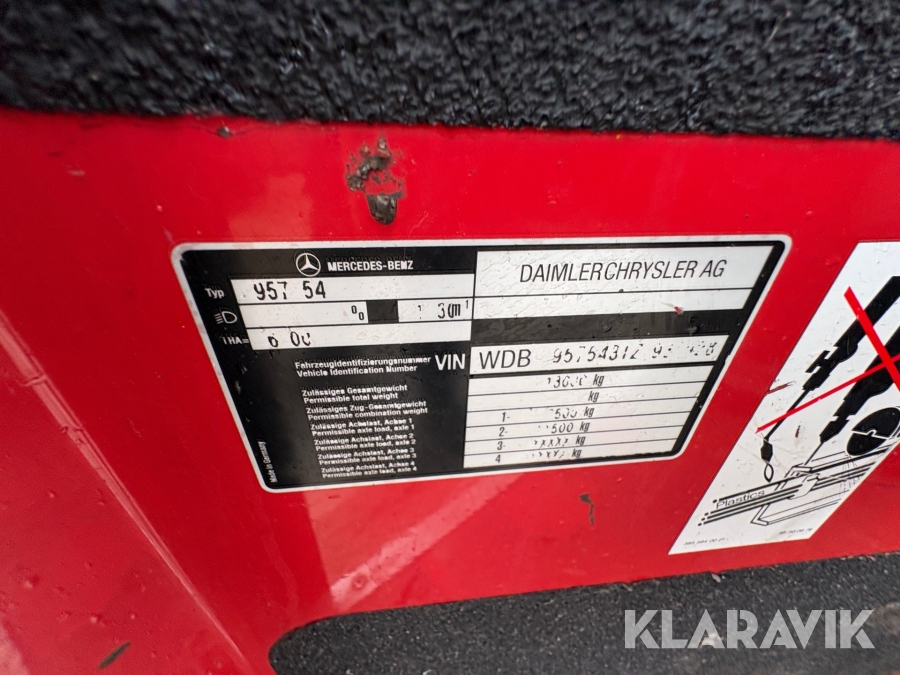 MERCEDES-BENZ
DAIMLERCHRYSLER AG
Typ 957 54
THA=
Fahrzeugidentifizierungsnummer
Vehicle Identification Number
VIN WDB
Zulässiges Gesamtgewicht kg
Permissible total weight
Zulässiges Zug-Gesamtgewicht kg
Permissible combination weight
Zulässige Achslast, Achse 1 1- 500 kg
Permissible axle load, axle 1
Zulässige Achslast, Achse 2 2- 500 kg
Permissible axle load, axle 2
Zulässige Achslast, Achse 3 3- kg
Permissible axle load, axle 3
Zulässige Achslast, Achse 4 4 kg
Permissible axle load, axle 4
Made in Germany
Plastics
KLARAVIK